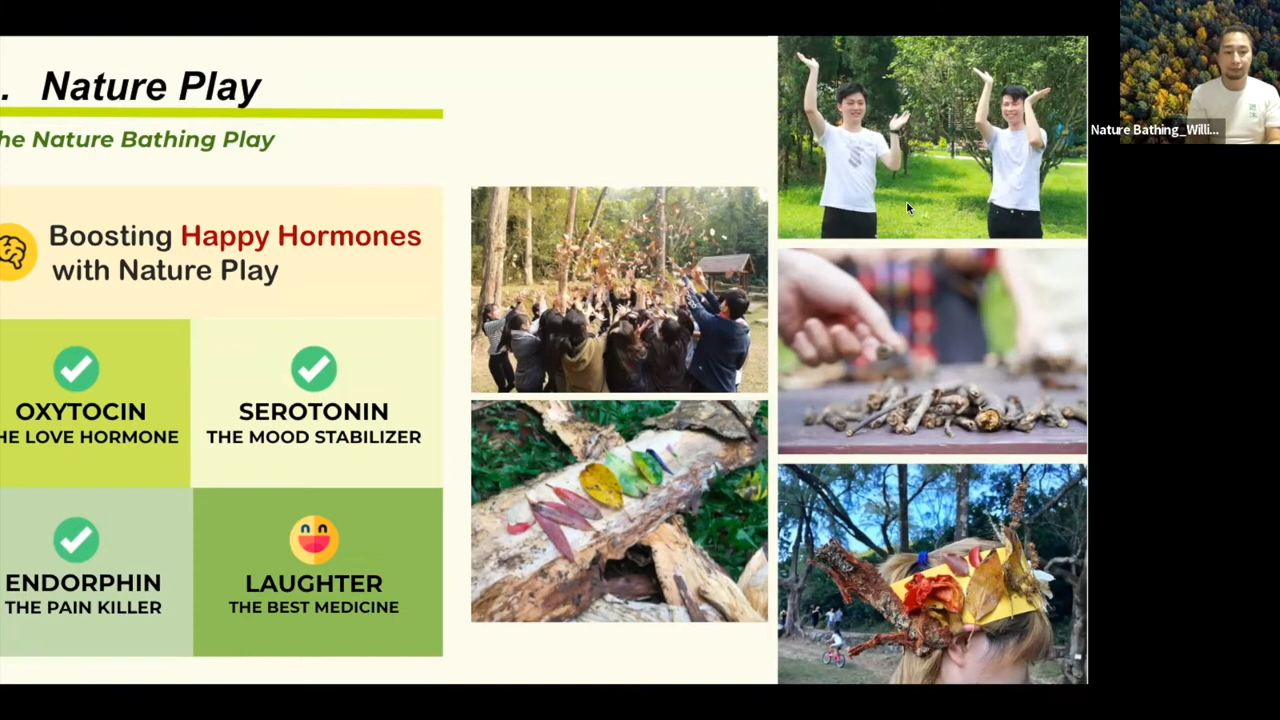 . Nature Play
he Nature Bathing Play
Boosting Happy Hormones
with Nature Play
OXYTOCIN
HE LOVE HORMONE
SEROTONIN
THE MOOD STABILIZER
ENDORPHIN
THE PAIN KILLER
LAUGHTER
THE BEST MEDICINE
Nature Bathing_Willi...